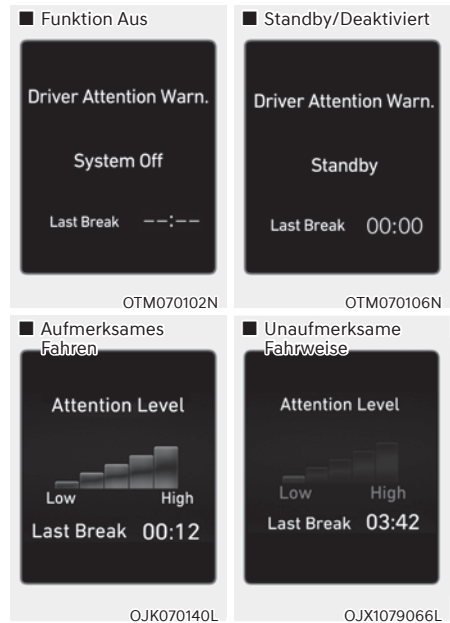 ■ Funktion Aus
Driver Attention Warn.
System Off
Last Break --:--
OTM070102N
■ Standby/Deaktiviert
Driver Attention Warn.
Standby
Last Break 00:00
OTM070106N
■ Aufmerksames
Fahren
Attention Level
Low High
Last Break 00:12
OJK070140L
■ Unaufmerksame
Fahrweise
Attention Level
Low High
Last Break 03:42
OJX1079066L